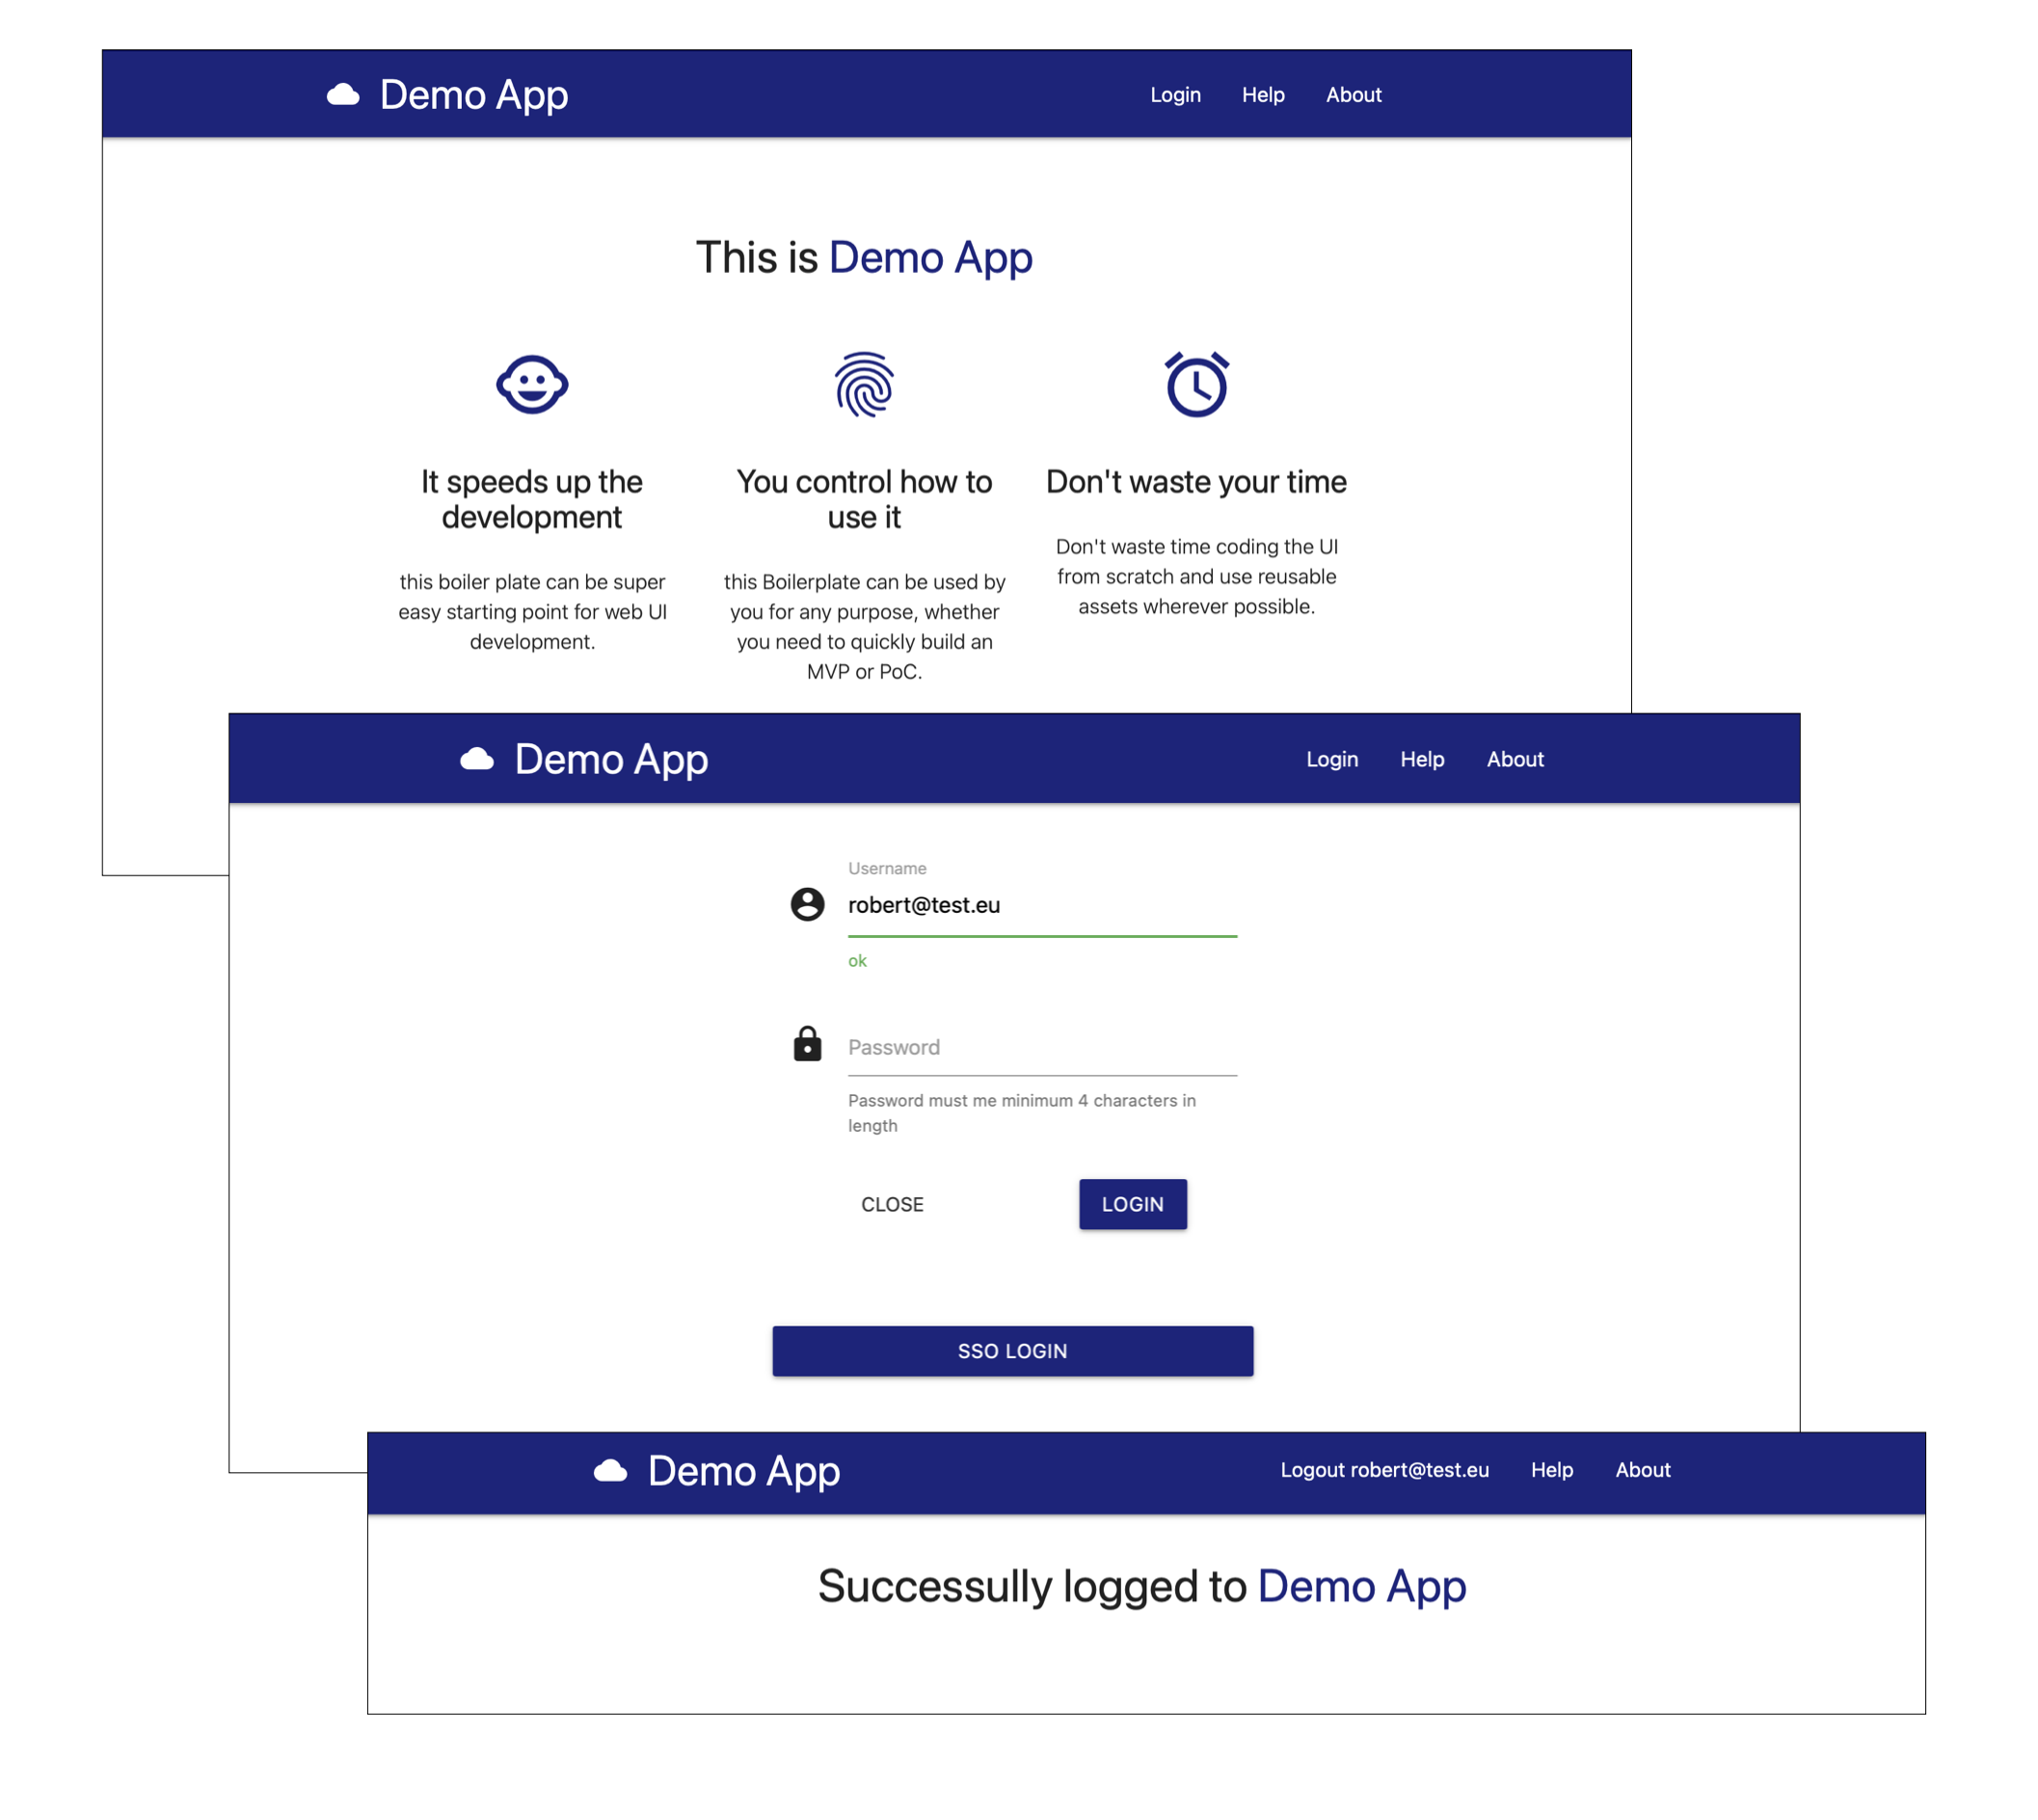 Demo App
Login Help About
This is Demo App
It speeds up the
development
this boiler plate can be super
easy starting point for web UI
development.
You control how to
use it
this Boilerplate can be used by
you for any purpose, whether
you need to quickly build an
MVP or PoC.
Don't waste your time
Don't waste time coding the UI
from scratch and use reusable
assets wherever possible.
Demo App
Login Help About
Username
robert@test.eu
ok
Password
Password must me minimum 4 characters in
length
CLOSE
LOGIN
SSO LOGIN
Demo App
Logout robert@test.eu Help About
Successully logged to Demo App